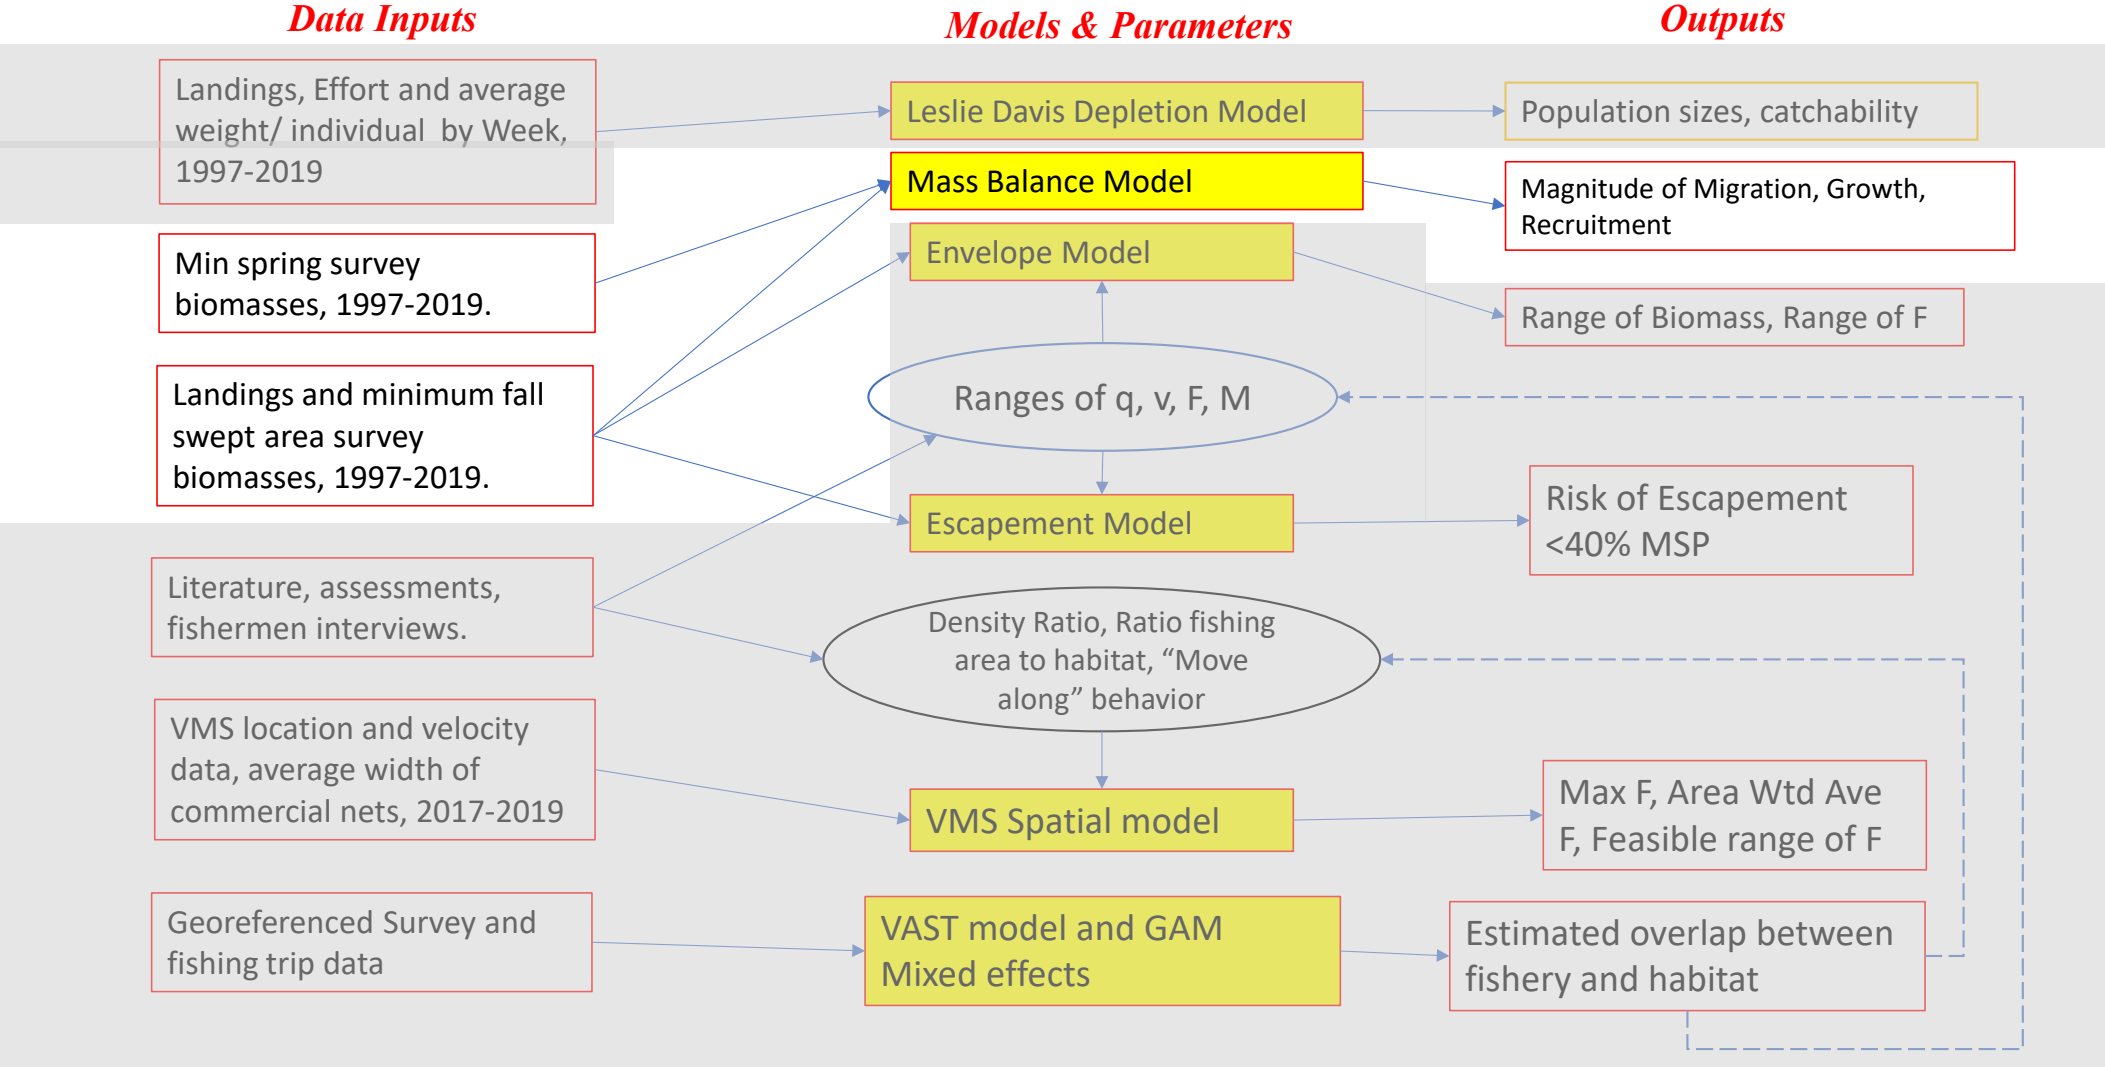 Data Inputs
Models & Parameters
Outputs
Landings, Effort and average
weight/ individual by Week,
1997-2019
Leslie Davis Depletion Model
Population sizes, catchability
Mass Balance Model
Magnitude of Migration, Growth,
Recruitment
Min spring survey
biomasses, 1997-2019.
Envelope Model
Range of Biomass, Range of F
Landings and minimum fall
swept area survey
biomasses, 1997-2019.
Ranges of q, v, F, M
Escapement Model
Risk of Escapement
<40% MSP
Literature, assessments,
fishermen interviews.
Density Ratio, Ratio fishing
area to habitat, “Move
along” behavior
VMS location and velocity
data, average width of
commercial nets, 2017-2019
VMS Spatial model
Max F, Area Wtd Ave
F, Feasible range of F
Georeferenced Survey and
fishing trip data
VAST model and GAM
Mixed effects
Estimated overlap between
fishery and habitat